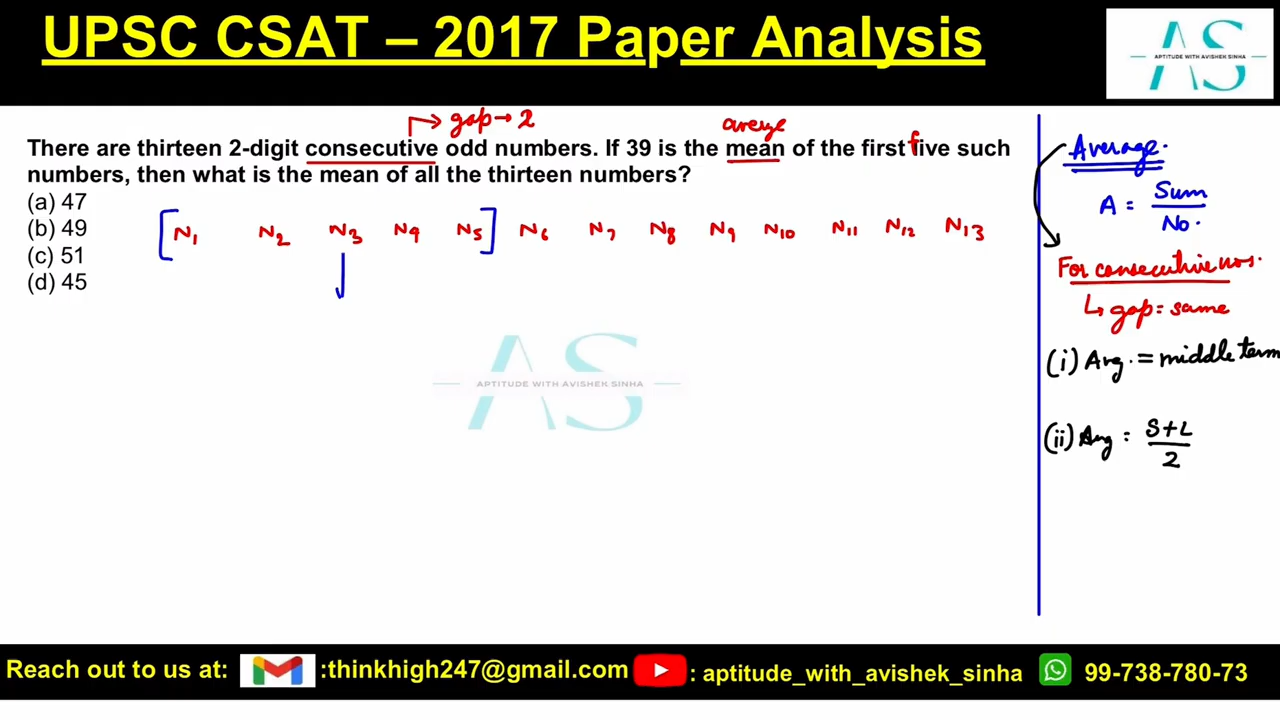 UPSC CSAT – 2017 Paper Analysis
AS
APTITUDE WITH AVISHEK SINHA
gap → 2
average
There are thirteen 2-digit consecutive odd numbers. If 39 is the mean of the first five such
numbers, then what is the mean of all the thirteen numbers?
(a) 47
(b) 49
(c) 51
(d) 45
[N1 N2 N3 N4 N5] N6 N7 N8 N9 N10 N11 N12 N13
AS
APTITUDE WITH AVISHEK SINHA
Average.
A = Sum
No.
For consecutive nos.
↳ gap = same
(i) Avg. = middle term
(ii) Avg = S+L
2
Reach out to us at: :thinkhigh247@gmail.com : aptitude_with_avishek_sinha 99-738-780-73